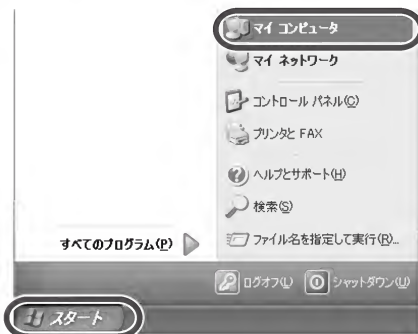 マイ コンピュータ
マイ ネットワーク
コントロール パネル(C)
プリンタと FAX
ヘルプとサポート(H)
検索(S)
すべてのプログラム(P)
ファイル名を指定して実行(R)...
ログオフ(L)
シャットダウン(U)
スタート